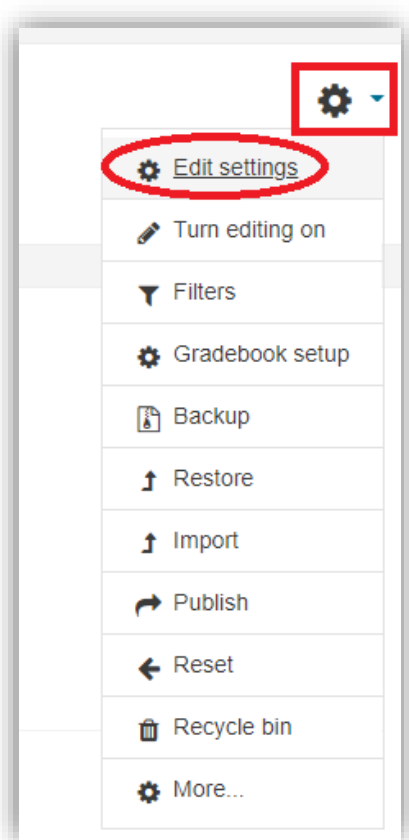 Edit settings
Turn editing on
Filters
Gradebook setup
Backup
Restore
Import
Publish
Reset
Recycle bin
More...